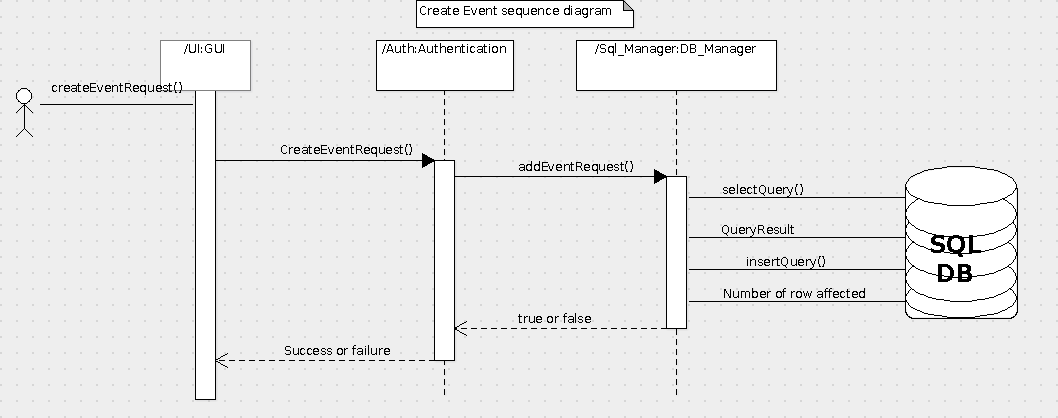 Create Event sequence diagram
/UI:GUI
/Auth:Authentication
/Sql_Manager:DB_Manager
createEventRequest()
CreateEventRequest()
addEventRequest()
selectQuery()
QueryResult
SQL
DB
insertQuery()
Number of row affected
true or false
Success or failure